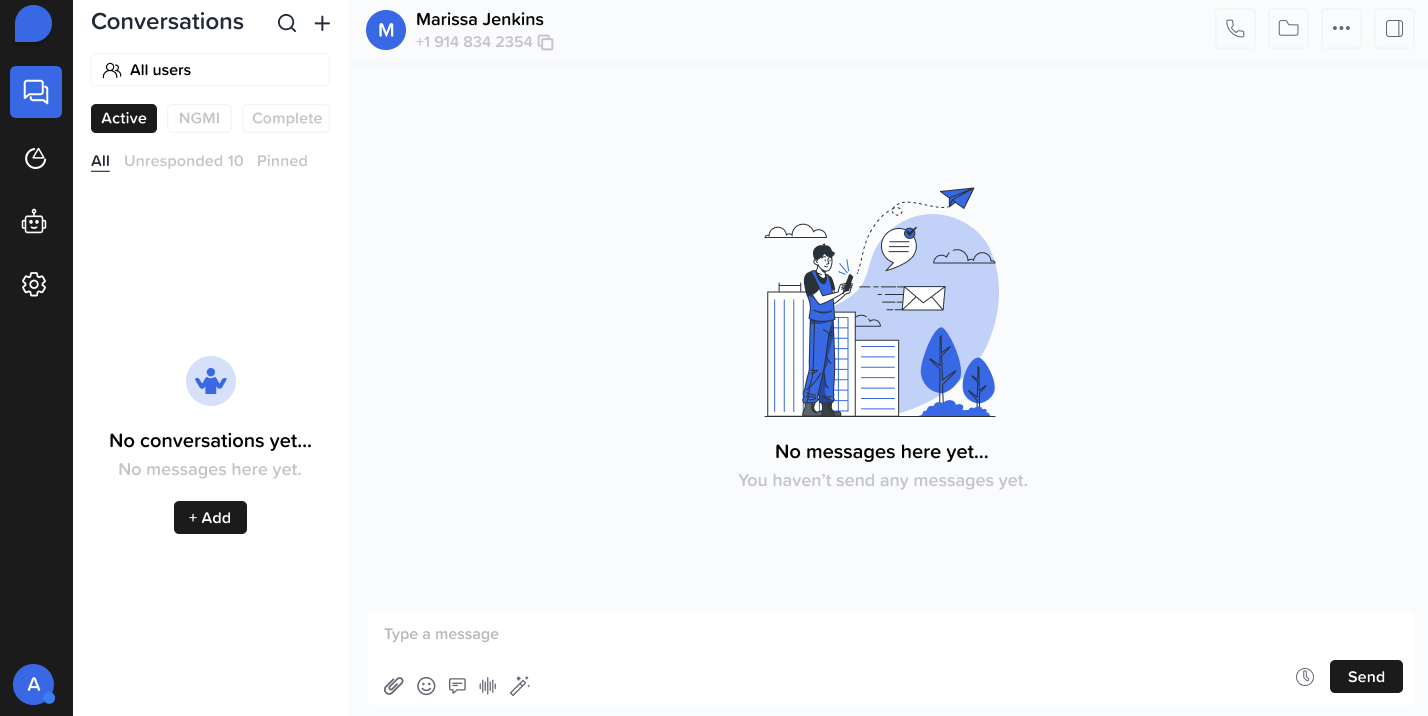 Conversations
All users
Active NGMI Complete
All Unresponded 10 Pinned
No conversations yet...
No messages here yet.
+ Add
A
M
Marissa Jenkins
+1 914 834 2354
No messages here yet...
You haven't send any messages yet.
Type a message
Send